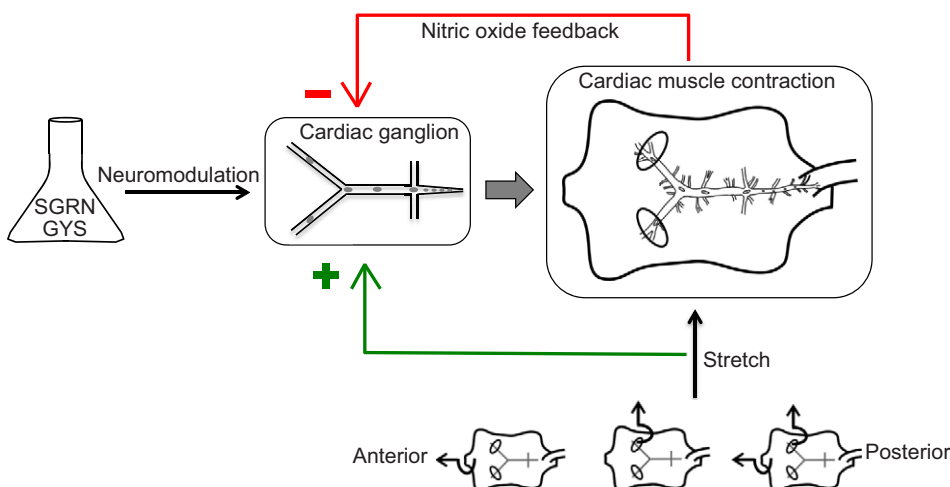 Nitric oxide feedback
Cardiac muscle contraction
−
Cardiac ganglion
Neuromodulation
SGRN
GYS
+
Stretch
Anterior
Posterior